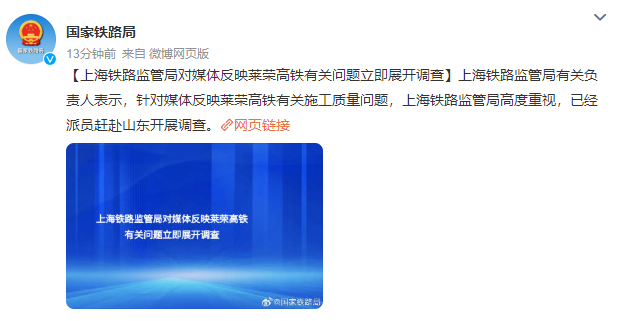 国家铁路局
13分钟前 来自 微博网页版
【上海铁路监管局对媒体反映莱荣高铁有关问题立即展开调查】上海铁路监管局有关负
责人表示，针对媒体反映莱荣高铁有关施工质量问题，上海铁路监管局高度重视，已经
派员赶赴山东开展调查。网页链接
上海铁路监管局对媒体反映莱荣高铁
有关问题立即展开调查
@国家铁路局